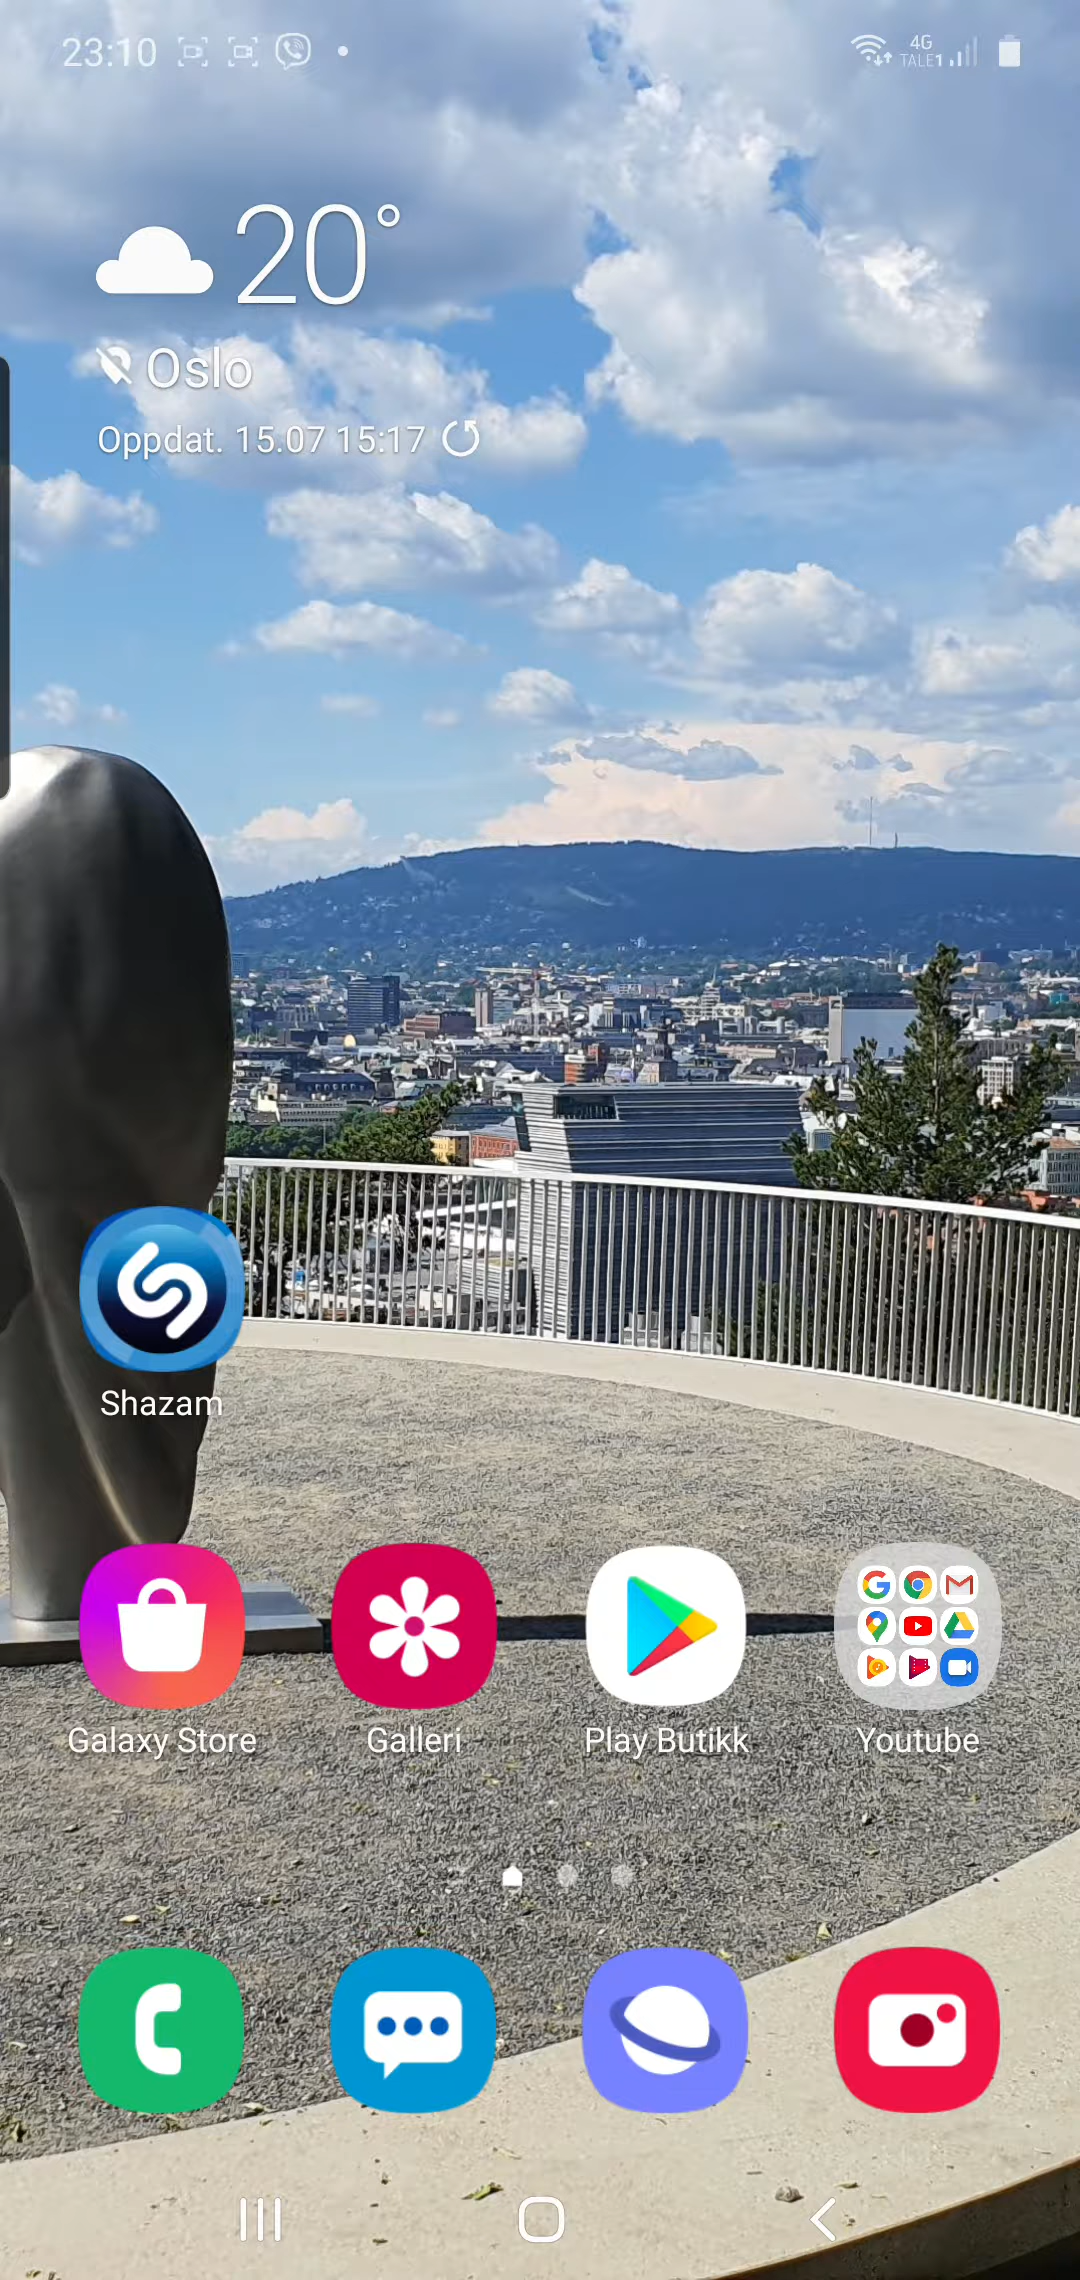 23:10
4G
TALE1
20°
Oslo
Oppdat. 15.07 15:17
Shazam
Galaxy Store
Galleri
Play Butikk
Youtube